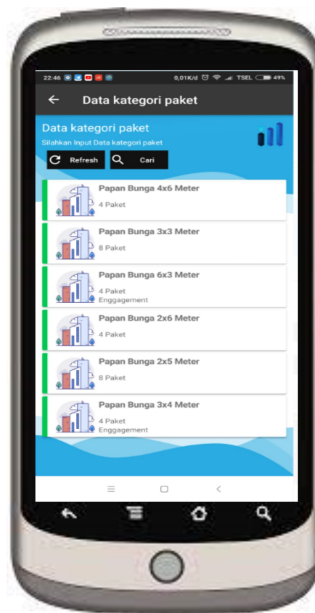 22:46 0,01K/d TSEL 49%
Data kategori paket
Data kategori paket
Silahkan Input Data kategori paket
Refresh Cari
Papan Bunga 4x6 Meter
4 Paket
Papan Bunga 3x3 Meter
8 Paket
Papan Bunga 6x3 Meter
4 Paket
Enggagement
Papan Bunga 2x6 Meter
4 Paket
Papan Bunga 2x5 Meter
8 Paket
Papan Bunga 3x4 Meter
4 Paket
Enggagement